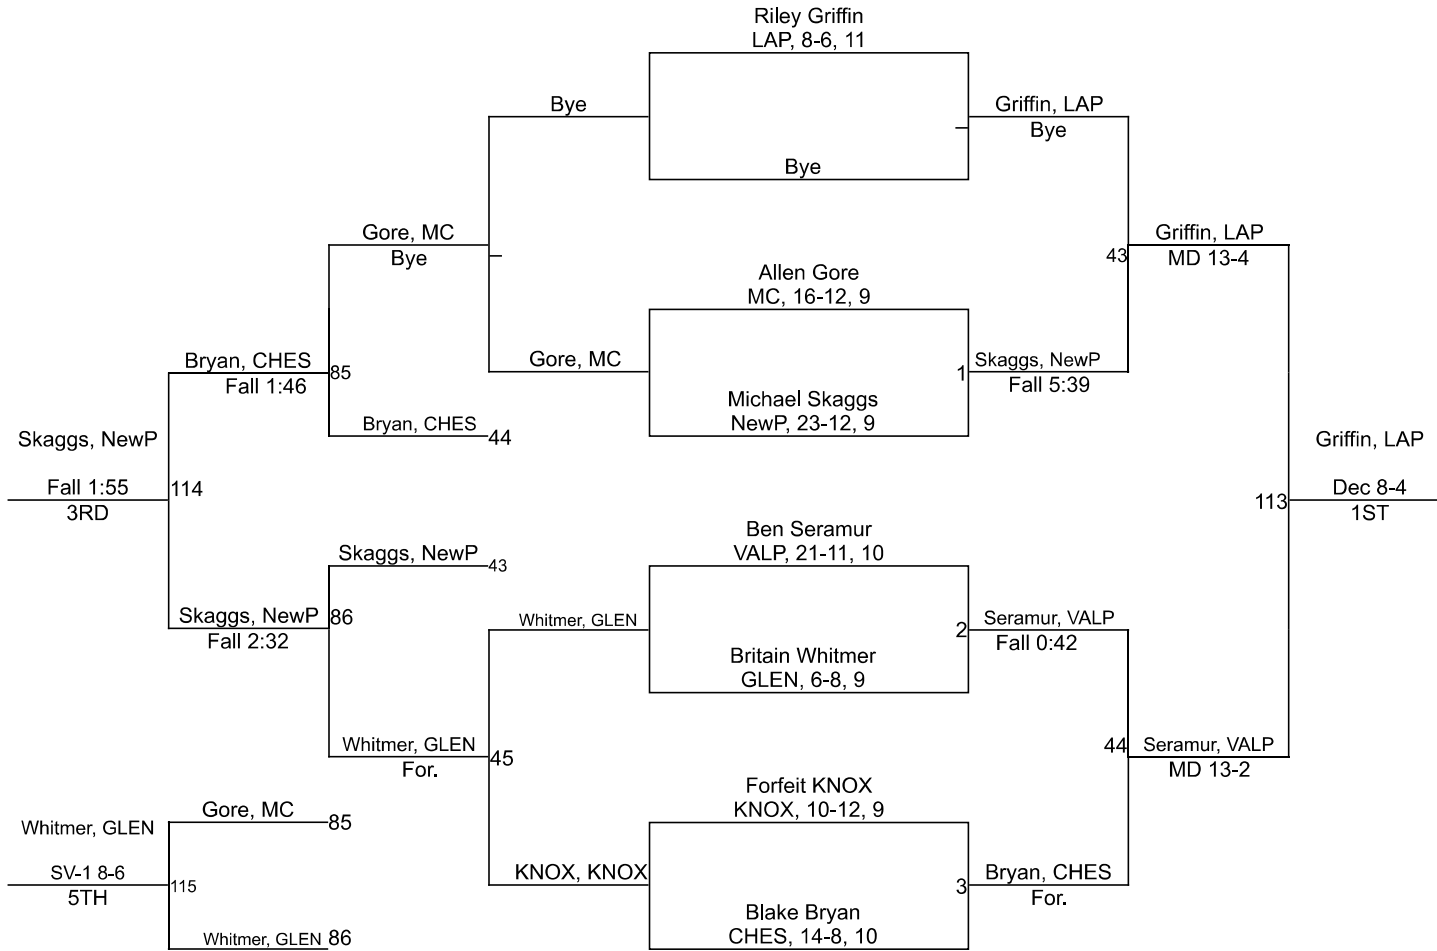 Riley Griffin
LAP, 8-6, 11
Bye
Griffin, LAP
Bye
Bye
Gore, MC
Bye
Griffin, LAP
43
MD 13-4
Allen Gore
MC, 16-12, 9
Bryan, CHES
85
Fall 1:46
Gore, MC
1
Skaggs, NewP
Fall 5:39
Michael Skaggs
NewP, 23-12, 9
Bryan, CHES
44
Skaggs, NewP
Griffin, LAP
Fall 1:55
114
3RD
113
Dec 8-4
1ST
Ben Seramur
VALP, 21-11, 10
Skaggs, NewP
43
Skaggs, NewP
86
Fall 2:32
Whitmer, GLEN
2
Seramur, VALP
Fall 0:42
Britain Whitmer
GLEN, 6-8, 9
Whitmer, GLEN
45
For.
44
Seramur, VALP
MD 13-2
Forfeit KNOX
KNOX, 10-12, 9
Gore, MC
85
Whitmer, GLEN
SV-1 8-6
115
5TH
KNOX, KNOX
3
Bryan, CHES
For.
Blake Bryan
CHES, 14-8, 10
Whitmer, GLEN
86